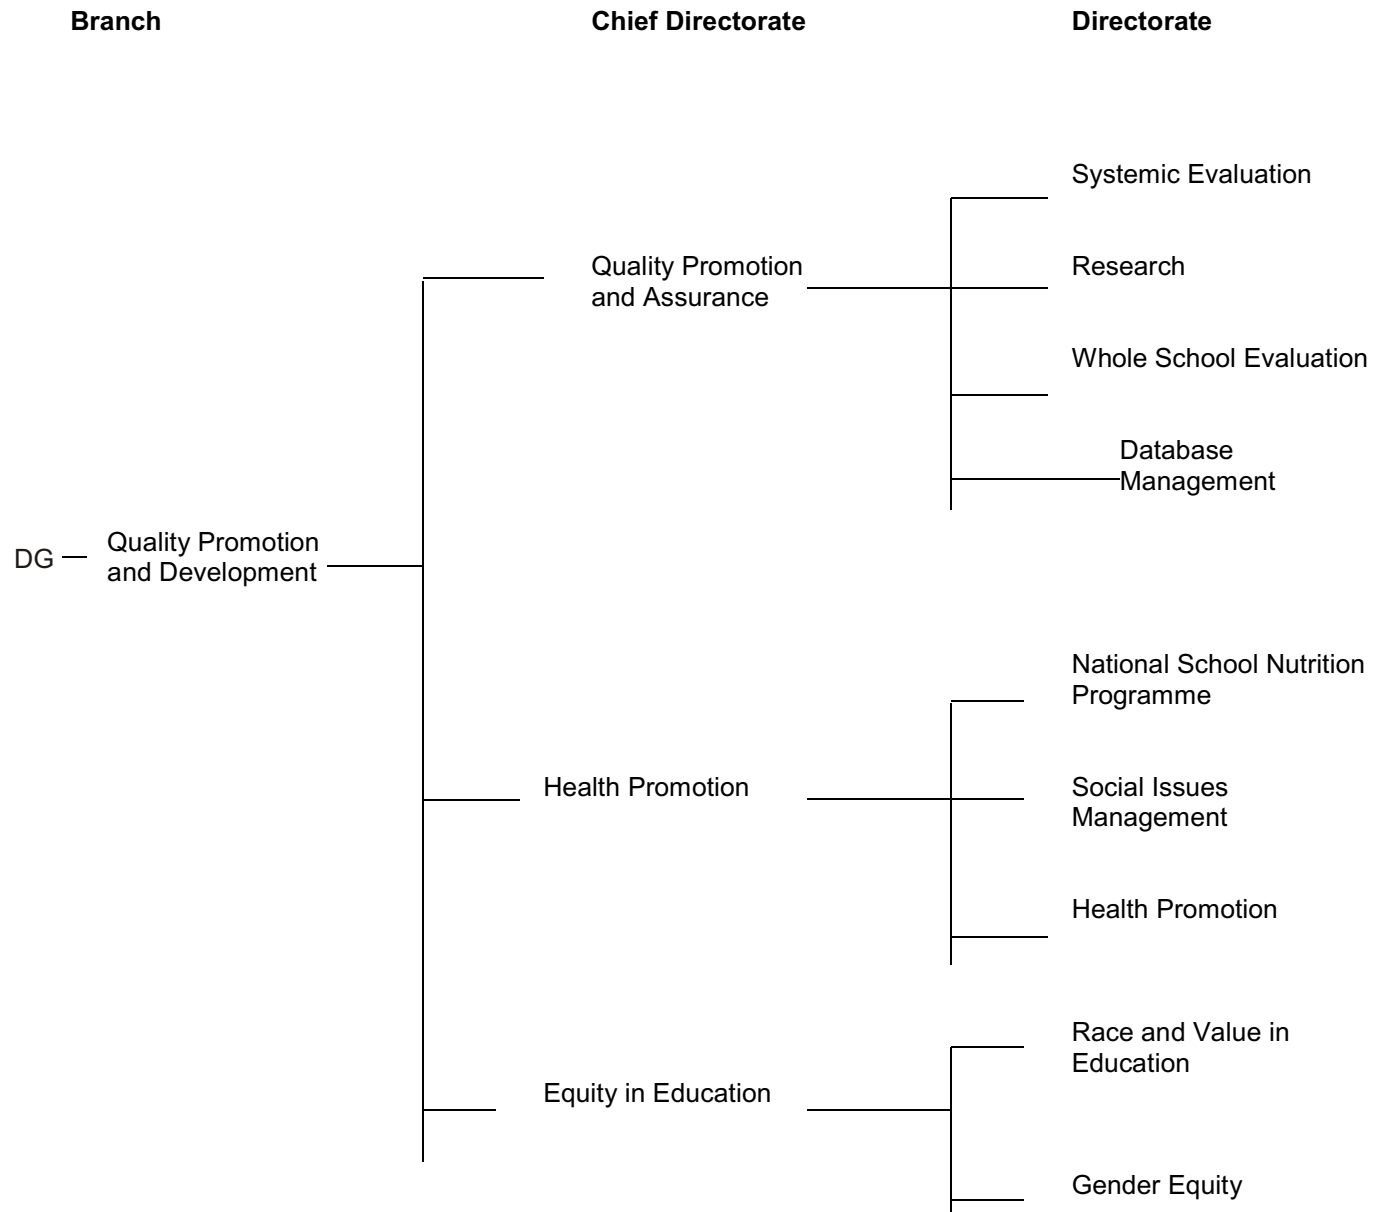 Branch
Chief Directorate
Directorate
Systemic Evaluation
Quality Promotion
and Assurance
Research
Whole School Evaluation
Database
Management
DG
Quality Promotion
and Development
National School Nutrition
Programme
Health Promotion
Social Issues
Management
Health Promotion
Race and Value in
Education
Equity in Education
Gender Equity